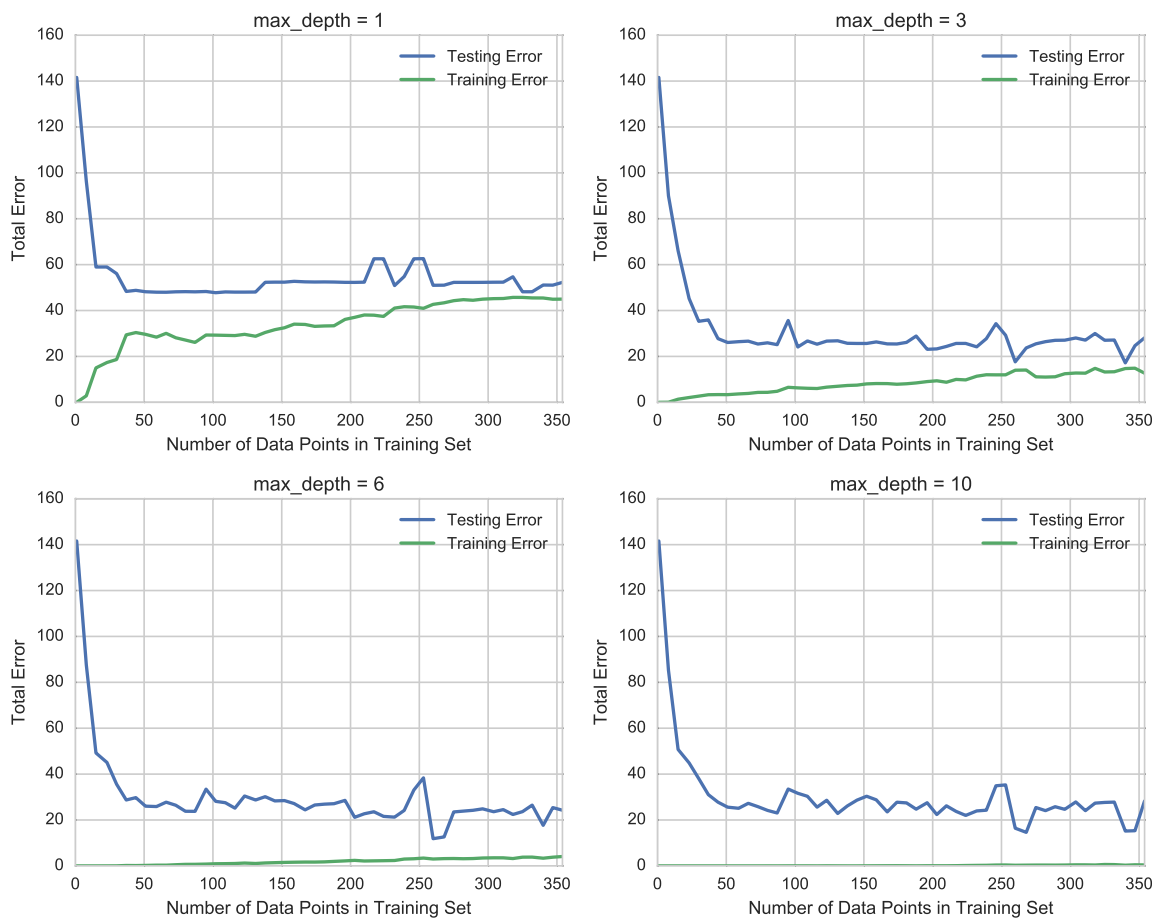 max_depth = 1
160
140
120
100
80
60
40
20
0
Total Error
Testing Error
Training Error
0 50 100 150 200 250 300 350
Number of Data Points in Training Set
max_depth = 3
160
140
120
100
80
60
40
20
0
Total Error
Testing Error
Training Error
0 50 100 150 200 250 300 350
Number of Data Points in Training Set
max_depth = 6
160
140
120
100
80
60
40
20
0
Total Error
Testing Error
Training Error
0 50 100 150 200 250 300 350
Number of Data Points in Training Set
max_depth = 10
160
140
120
100
80
60
40
20
0
Total Error
Testing Error
Training Error
0 50 100 150 200 250 300 350
Number of Data Points in Training Set